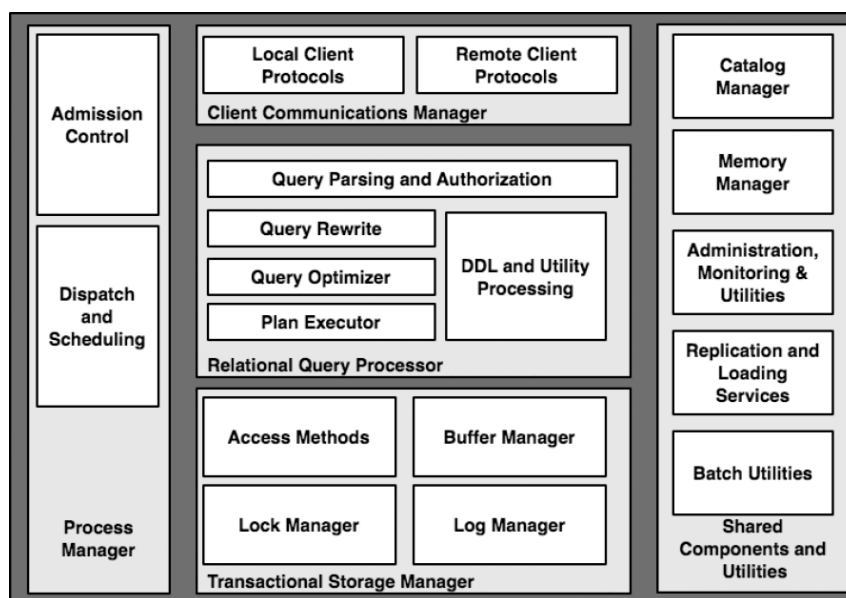 Admission
Control
Dispatch
and
Scheduling
Process
Manager
Local Client
Protocols
Remote Client
Protocols
Client Communications Manager
Query Parsing and Authorization
Query Rewrite
Query Optimizer
Plan Executor
DDL and Utility
Processing
Relational Query Processor
Access Methods
Buffer Manager
Lock Manager
Log Manager
Transactional Storage Manager
Catalog
Manager
Memory
Manager
Administration,
Monitoring &
Utilities
Replication and
Loading
Services
Batch Utilities
Shared
Components and
Utilities